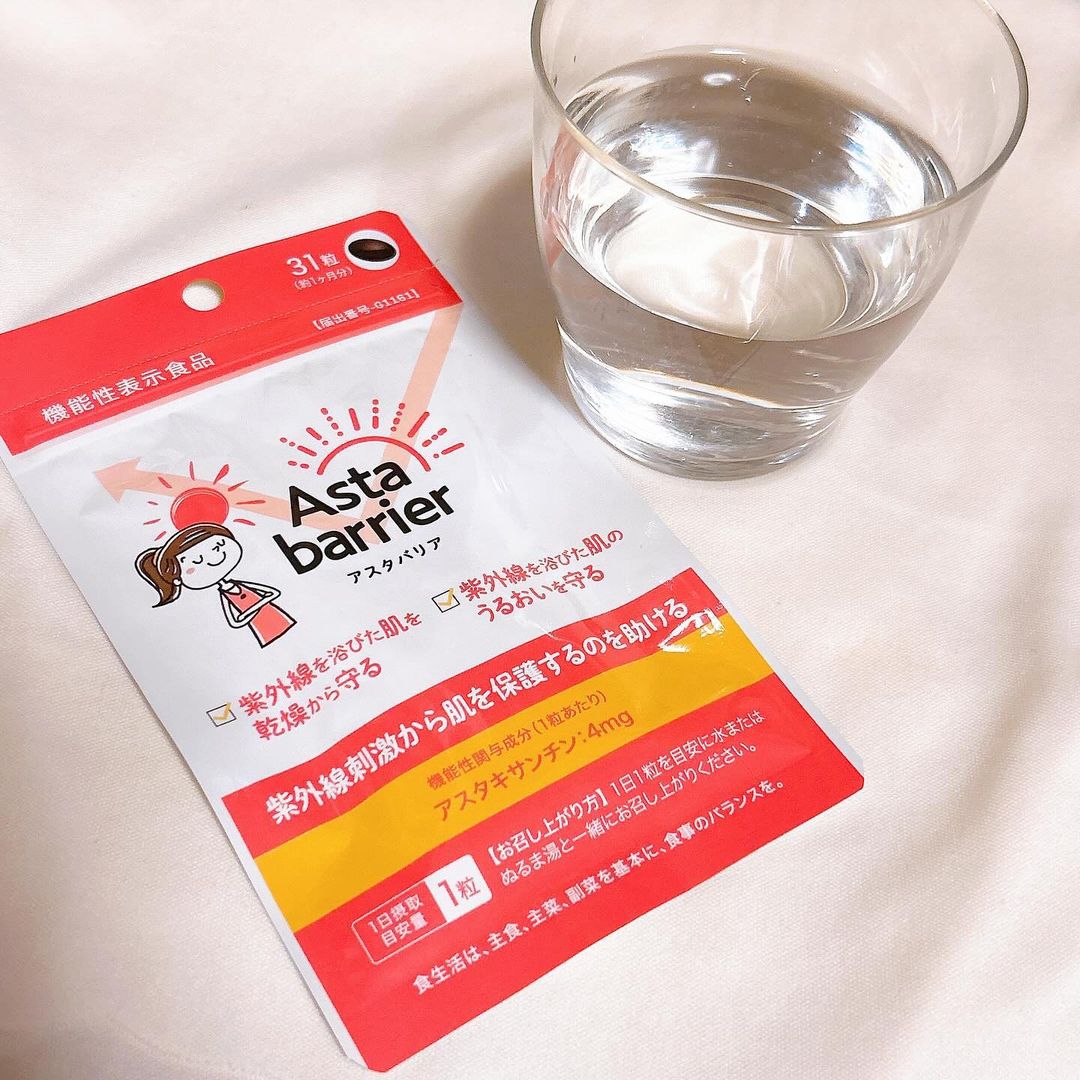 31粒
(約1ヶ月分)
【届出番号-G1161】
機能性表示食品
Asta
barrier
アスタバリア
紫外線を浴びた肌を
乾燥から守る
紫外線を浴びた肌の
うるおいを守る
紫外線刺激から肌を保護するのを助ける
機能性関与成分(1粒あたり)
アスタキサンチン:4mg
1日摂取
目安量
1粒
【お召し上がり方】1日1粒を目安に水または
ぬるま湯と一緒にお召し上がりください。
食生活は、主食、主菜、副菜を基本に、食事のバランスを。